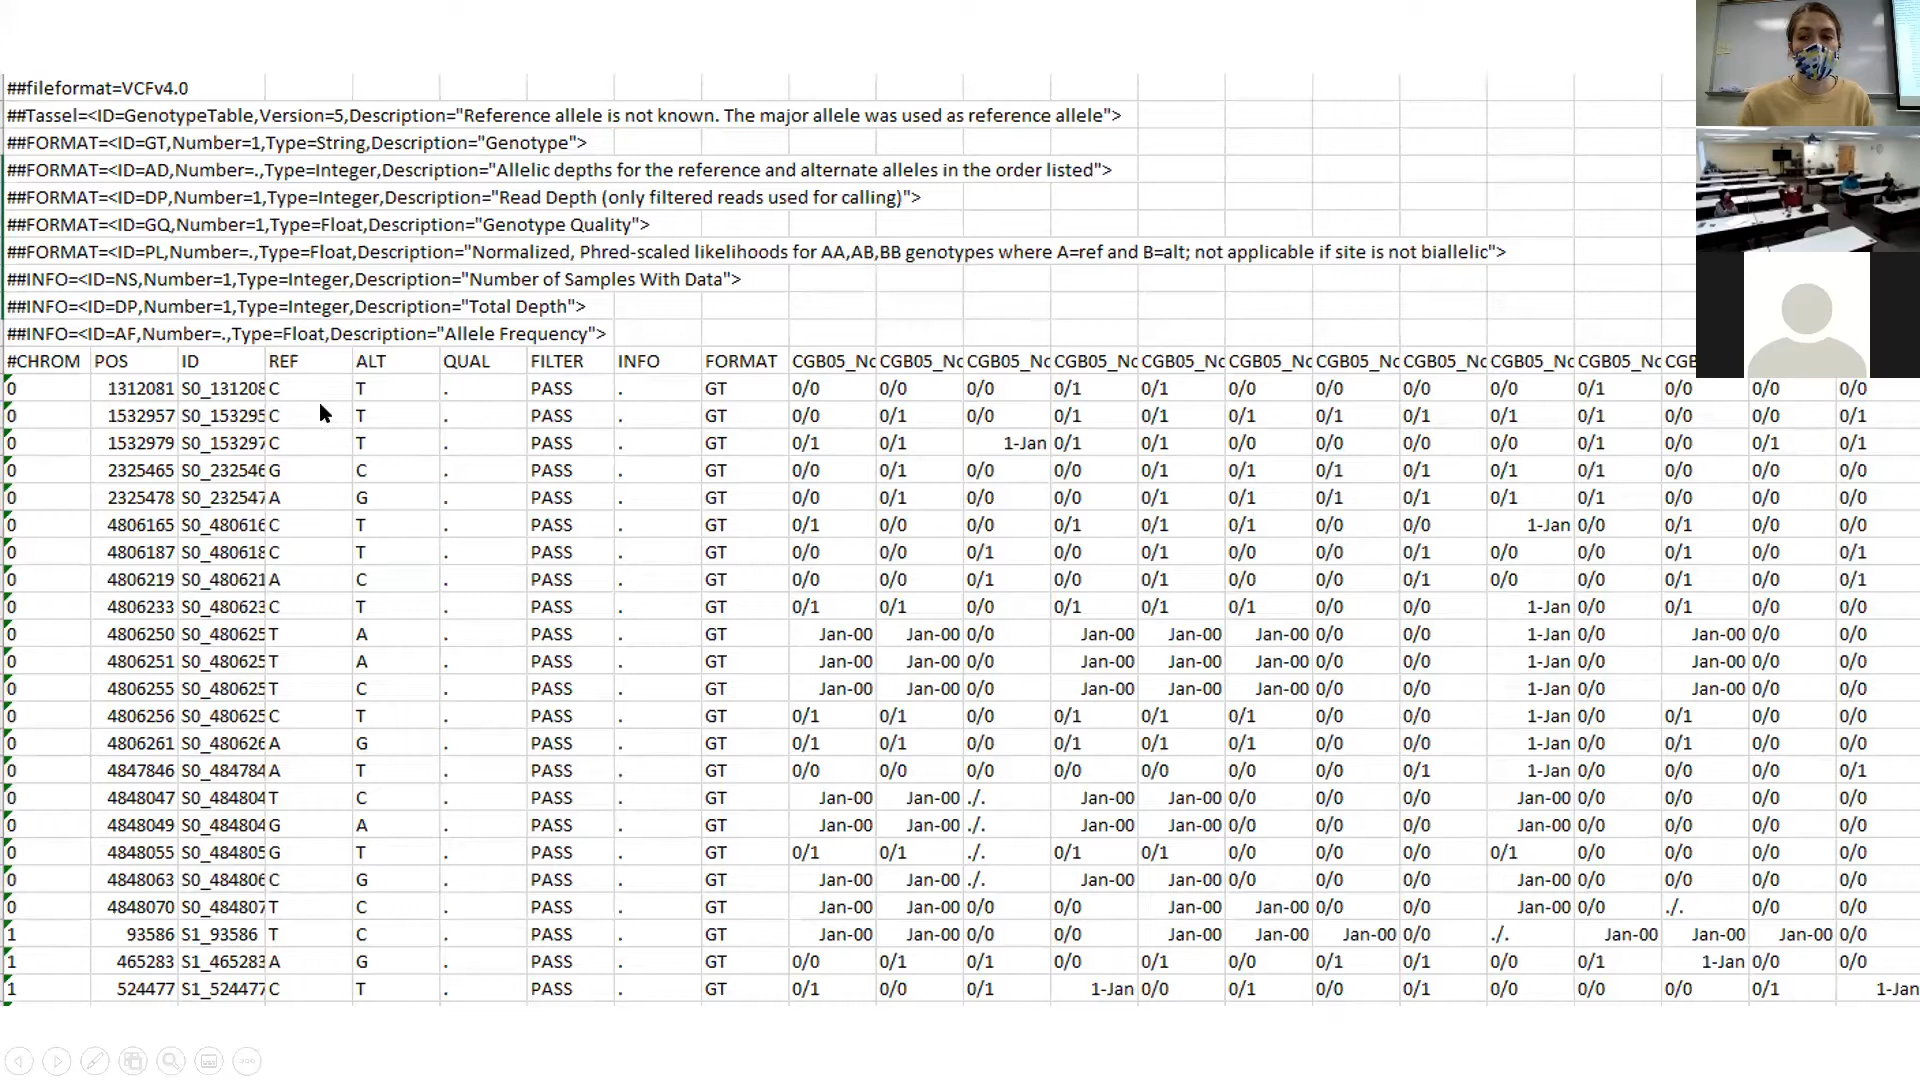 ##fileformat=VCFv4.0
##Tassel=<ID=GenotypeTable,Version=5,Description="Reference allele is not known. The major allele was used as reference allele">
##FORMAT=<ID=GT,Number=1,Type=String,Description="Genotype">
##FORMAT=<ID=AD,Number=.,Type=Integer,Description="Allelic depths for the reference and alternate alleles in the order listed">
##FORMAT=<ID=DP,Number=1,Type=Integer,Description="Read Depth (only filtered reads used for calling)">
##FORMAT=<ID=GQ,Number=1,Type=Float,Description="Genotype Quality">
##FORMAT=<ID=PL,Number=.,Type=Float,Description="Normalized, Phred-scaled likelihoods for AA,AB,BB genotypes where A=ref and B=alt; not applicable if site is not biallelic">
##INFO=<ID=NS,Number=1,Type=Integer,Description="Number of Samples With Data">
##INFO=<ID=DP,Number=1,Type=Integer,Description="Total Depth">
##INFO=<ID=AF,Number=.,Type=Float,Description="Allele Frequency">
#CHROM POS ID REF ALT QUAL FILTER INFO FORMAT CGB05_Nc CGB05_Nc CGB05_Nc CGB05_Nc CGB05_Nc CGB05_Nc CGB05_Nc CGB05_Nc CGB05_Nc CGB05_Nc CGB
0 1312081 S0_131208 C T . PASS . GT 0/0 0/0 0/0 0/1 0/1 0/0 0/0 0/0 0/0 0/1 0/0 0/0 0/0
0 1532957 S0_153295 C T . PASS . GT 0/0 0/1 0/0 0/1 0/1 0/1 0/1 0/1 0/1 0/1 0/0 0/0 0/1
0 1532979 S0_153297 C T . PASS . GT 0/1 0/1 1-Jan 0/1 0/1 0/0 0/0 0/0 0/0 0/1 0/0 0/1 0/1
0 2325465 S0_232546 G C . PASS . GT 0/0 0/1 0/0 0/0 0/1 0/1 0/1 0/1 0/1 0/1 0/0 0/0 0/0
0 2325478 S0_232547 A G . PASS . GT 0/0 0/1 0/0 0/0 0/1 0/1 0/1 0/1 0/1 0/1 0/0 0/0 0/0
0 4806165 S0_480616 C T . PASS . GT 0/1 0/0 0/0 0/1 0/1 0/1 0/0 0/0 1-Jan 0/0 0/1 0/0 0/0
0 4806187 S0_480618 C T . PASS . GT 0/0 0/0 0/1 0/0 0/1 0/0 0/0 0/1 0/0 0/0 0/1 0/0 0/1
0 4806219 S0_480621 A C . PASS . GT 0/0 0/0 0/1 0/0 0/1 0/0 0/0 0/1 0/0 0/0 0/1 0/0 0/1
0 4806233 S0_480623 C T . PASS . GT 0/1 0/1 0/0 0/1 0/1 0/1 0/0 0/0 1-Jan 0/0 0/1 0/0 0/0
0 4806250 S0_480625 T A . PASS . GT Jan-00 Jan-00 0/0 Jan-00 Jan-00 Jan-00 0/0 0/0 1-Jan 0/0 Jan-00 0/0 0/0
0 4806251 S0_480625 T A . PASS . GT Jan-00 Jan-00 0/0 Jan-00 Jan-00 Jan-00 0/0 0/0 1-Jan 0/0 Jan-00 0/0 0/0
0 4806255 S0_480625 T C . PASS . GT Jan-00 Jan-00 0/0 Jan-00 Jan-00 Jan-00 0/0 0/0 1-Jan 0/0 Jan-00 0/0 0/0
0 4806256 S0_480625 C T . PASS . GT 0/1 0/1 0/0 0/1 0/1 0/1 0/0 0/0 1-Jan 0/0 0/1 0/0 0/0
0 4806261 S0_480626 A G . PASS . GT 0/1 0/1 0/0 0/1 0/1 0/1 0/0 0/0 1-Jan 0/0 0/1 0/0 0/0
0 4847846 S0_484784 A T . PASS . GT 0/0 0/0 0/0 0/0 0/0 0/0 0/0 0/1 1-Jan 0/0 0/0 0/0 0/1
0 4848047 S0_484804 T C . PASS . GT Jan-00 Jan-00 ./. Jan-00 Jan-00 0/0 0/0 0/0 Jan-00 0/0 0/0 0/0 0/0
0 4848049 S0_484804 G A . PASS . GT Jan-00 Jan-00 ./. Jan-00 Jan-00 0/0 0/0 0/0 Jan-00 0/0 0/0 0/0 0/0
0 4848055 S0_484805 G T . PASS . GT 0/1 0/1 ./. 0/1 0/1 0/0 0/0 0/0 0/1 0/0 0/0 0/0 0/0
0 4848063 S0_484806 C G . PASS . GT Jan-00 Jan-00 ./. Jan-00 Jan-00 0/0 0/0 0/0 Jan-00 0/0 0/0 0/0 0/0
0 4848070 S0_484807 T C . PASS . GT Jan-00 Jan-00 0/0 0/0 Jan-00 Jan-00 0/0 0/0 Jan-00 0/0 ./. 0/0 0/0
1 93586 S1_93586 T C . PASS . GT Jan-00 Jan-00 0/0 0/0 Jan-00 Jan-00 Jan-00 0/0 ./. Jan-00 Jan-00 Jan-00 0/0
1 465283 S1_465283 A G . PASS . GT 0/0 0/1 0/1 0/0 0/1 0/0 0/1 0/1 0/0 0/1 1-Jan 0/0 0/0
1 524477 S1_524477 C T . PASS . GT 0/1 0/0 0/1 1-Jan 0/0 0/1 0/0 0/1 0/0 0/0 0/0 0/1 1-Jan